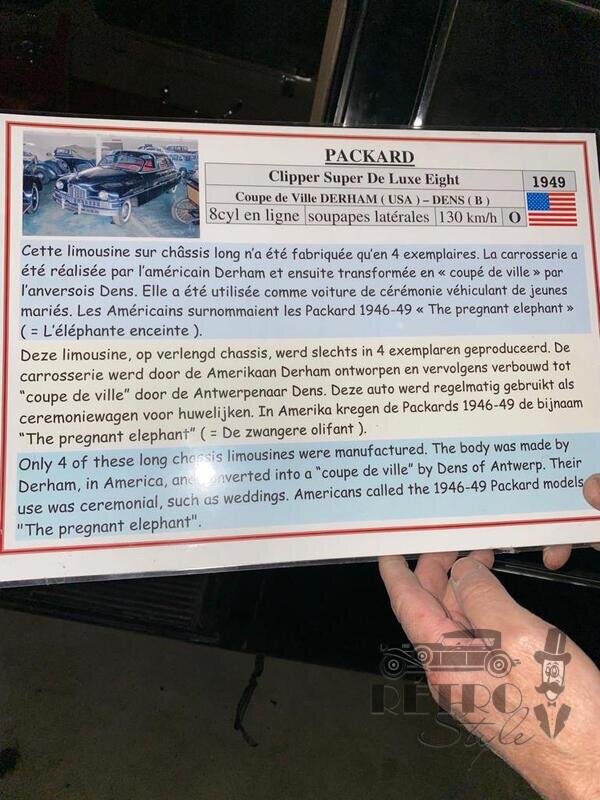 PACKARD
Clipper Super De Luxe Eight
1949
Coupe de Ville DERHAM ( USA ) – DENS ( B )
8cyl en ligne soupapes latérales 130 km/h O
Cette limousine sur châssis long n'a été fabriquée qu'en 4 exemplaires. La carrosserie a
été réalisée par l'américain Derham et ensuite transformée en « coupé de ville » par
l'anversois Dens. Elle a été utilisée comme voiture de cérémonie véhiculant de jeunes
mariés. Les Américains surnommaient les Packard 1946-49 « The pregnant elephant »
( = L'éléphante enceinte ).
Deze limousine, op verlengd chassis, werd slechts in 4 exemplaren geproduceerd. De
carrosserie werd door de Amerikaan Derham ontworpen en vervolgens verbouwd tot
"coupe de ville" door de Antwerpenaar Dens. Deze auto werd regelmatig gebruikt als
ceremoniewagen voor huwelijken. In Amerika kregen de Packards 1946-49 de bijnaam
"The pregnant elephant" ( = De zwangere olifant ).
Only 4 of these long chassis limousines were manufactured. The body was made by
Derham, in America, and converted into a "coupe de ville" by Dens of Antwerp. Their
use was ceremonial, such as weddings. Americans called the 1946-49 Packard models
"The pregnant elephant".
RETRO
Style